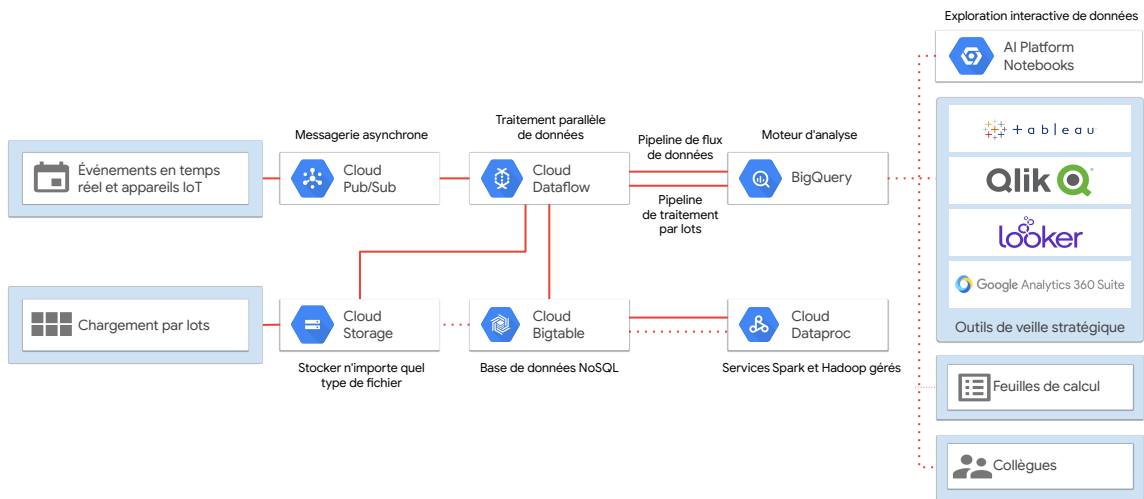 Exploration interactive de données
AI Platform
Notebooks
Messagerie asynchrone
Traitement parallèle
de données
Pipeline de flux
de données
Moteur d'analyse
Événements en temps
réel et appareils IoT
Cloud
Pub/Sub
Cloud
Dataflow
BigQuery
Pipeline
de traitement
par lots
+ a b l e a u
Qlik
looker
Google Analytics 360 Suite
Outils de veille stratégique
Chargement par lots
Cloud
Storage
Cloud
Bigtable
Cloud
Dataproc
Stocker n'importe quel
type de fichier
Base de données NoSQL
Services Spark et Hadoop gérés
Feuilles de calcul
Collègues